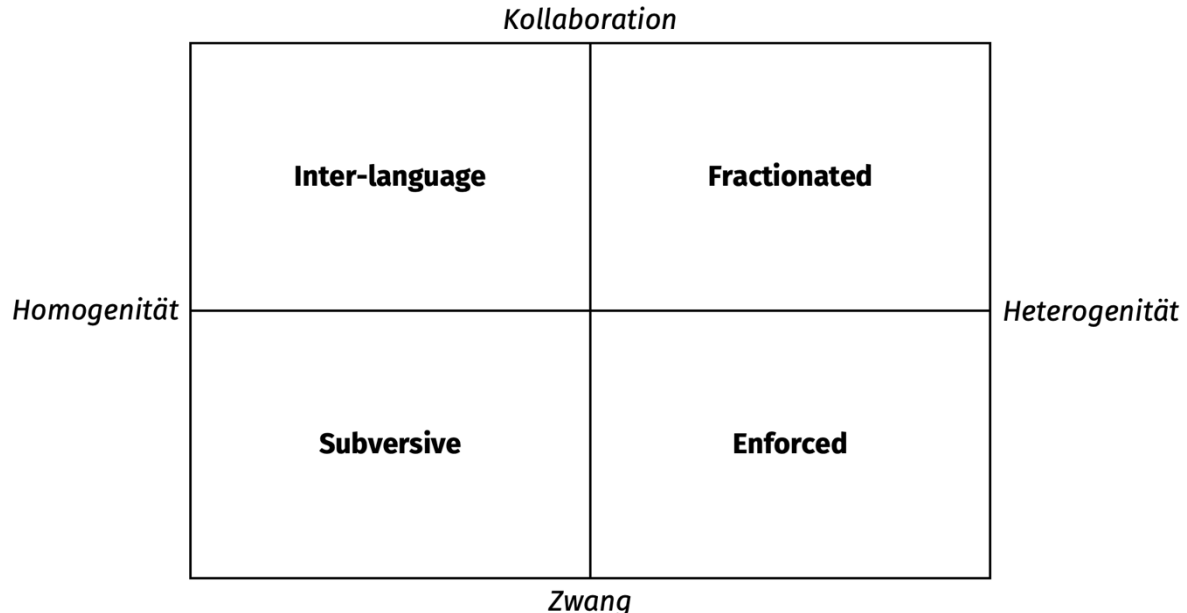 Kollaboration
Inter-language Fractionated
Homogenität Heterogenität
Subversive Enforced
Zwang